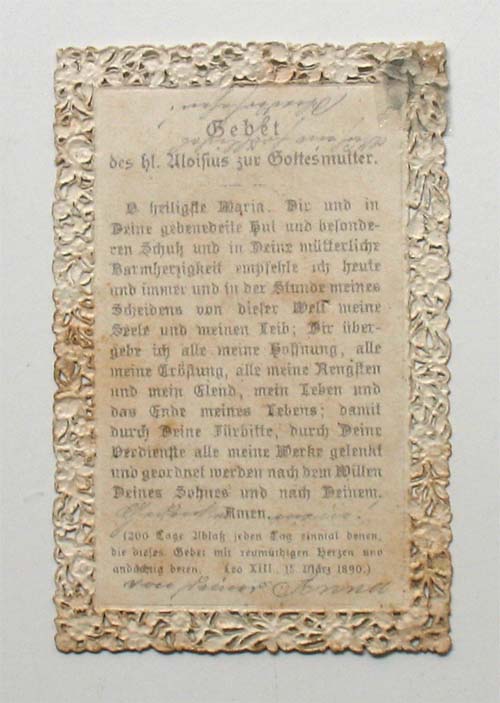 Gebet
des hl. Aloisius zur Gottesmutter.
O heiligste Maria. Dir und in
Deine gebenedeite Hul und besonde-
ren Schutz und in Deine mütterliche
Barmherzigkeit empfehle ich heute
und immer und in der Stunde meines
Scheidens von dieser Welt meine
Seele und meinen Leib; Dir über-
gebe ich alle meine Hoffnung, alle
meine Tröstung, alle meine Aengsten
und mein Elend, mein Leben und
das Ende meines Lebens; damit
durch Deine Fürbitte, durch Deine
Verdienste alle meine Werke gelenkt
und geordnet werden nach dem Willen
Deines Sohnes und nach Deinem.
Amen.
(200 Tage Ablaß jeden Tag einmal denen,
die dieses Gebet mit reumüthigen Herzen und
andächtig beten. Leo XIII. 15. März 1890.)
von